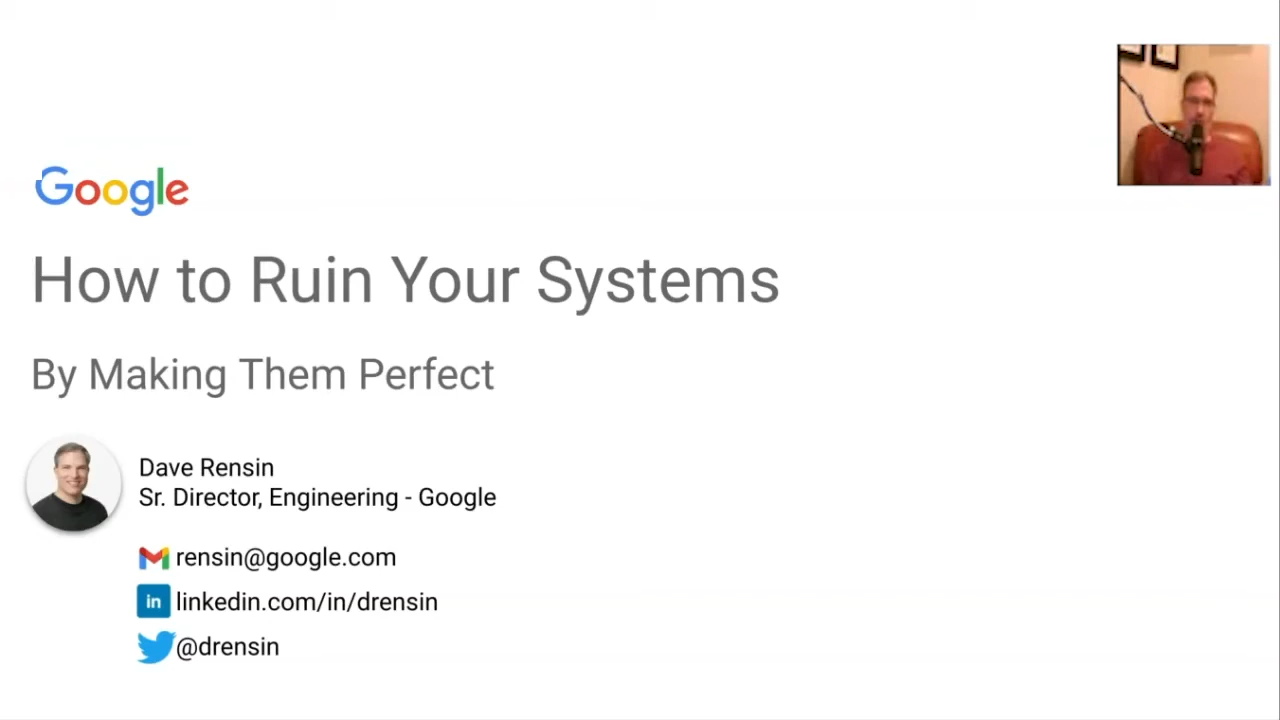 Google
How to Ruin Your Systems
By Making Them Perfect
Dave Rensin
Sr. Director, Engineering - Google
rensin@google.com
in linkedin.com/in/drensin
@drensin